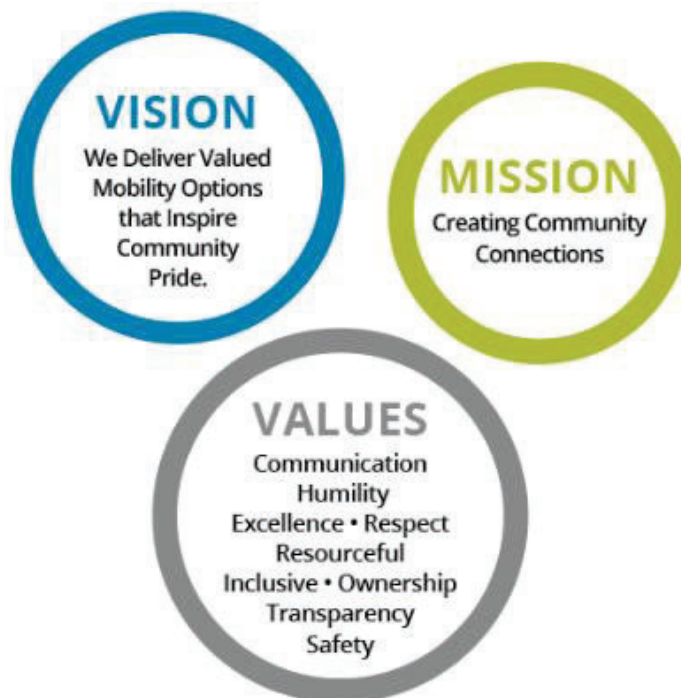 VISION
We Deliver Valued
Mobility Options
that Inspire
Community
Pride.
MISSION
Creating Community
Connections
VALUES
Communication
Humility
Excellence • Respect
Resourceful
Inclusive • Ownership
Transparency
Safety